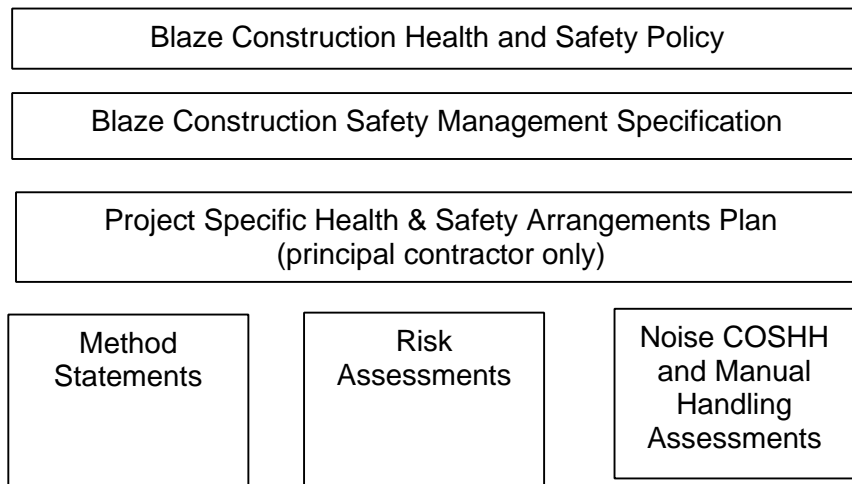 Blaze Construction Health and Safety Policy
Blaze Construction Safety Management Specification
Project Specific Health & Safety Arrangements Plan
(principal contractor only)
Method
Statements
Risk
Assessments
Noise COSHH
and Manual
Handling
Assessments